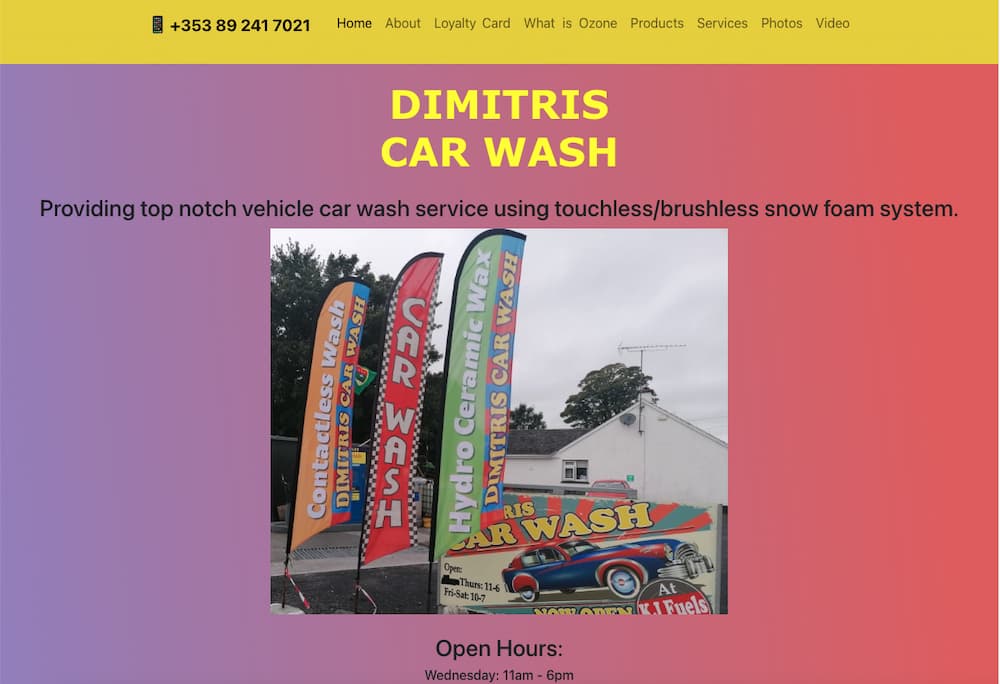 +353 89 241 7021
Home About Loyalty Card What is Ozone Products Services Photos Video
DIMITRIS
CAR WASH
Providing top notch vehicle car wash service using touchless/brushless snow foam system.
Contactless Wash
DIMITRIS CAR WASH
CAR WASH
Hydro Ceramic Wax
DIMITRIS CAR WASH
RIS
CAR WASH
Open:
Thurs: 11-6
Fri-Sat: 10-7
NOW OPEN
At
KJ Fuels
Open Hours:
Wednesday: 11am - 6pm